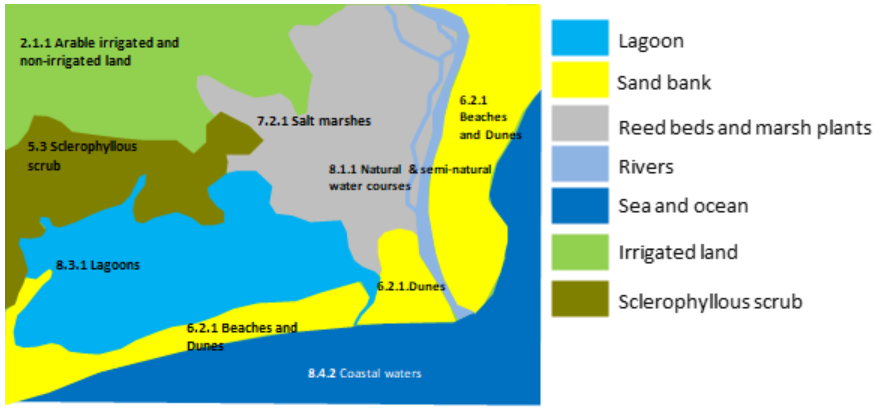 2.1.1 Arable irrigated and
non-irrigated land
7.2.1 Salt marshes
6.2.1
Beaches
and Dunes
5.3 Sclerophyllous
scrub
8.1.1 Natural & semi-natural
water courses
8.3.1 Lagoons
6.2.1.Dunes
6.2.1 Beaches and
Dunes
8.4.2 Coastal waters
Lagoon
Sand bank
Reed beds and marsh plants
Rivers
Sea and ocean
Irrigated land
Sclerophyllous scrub